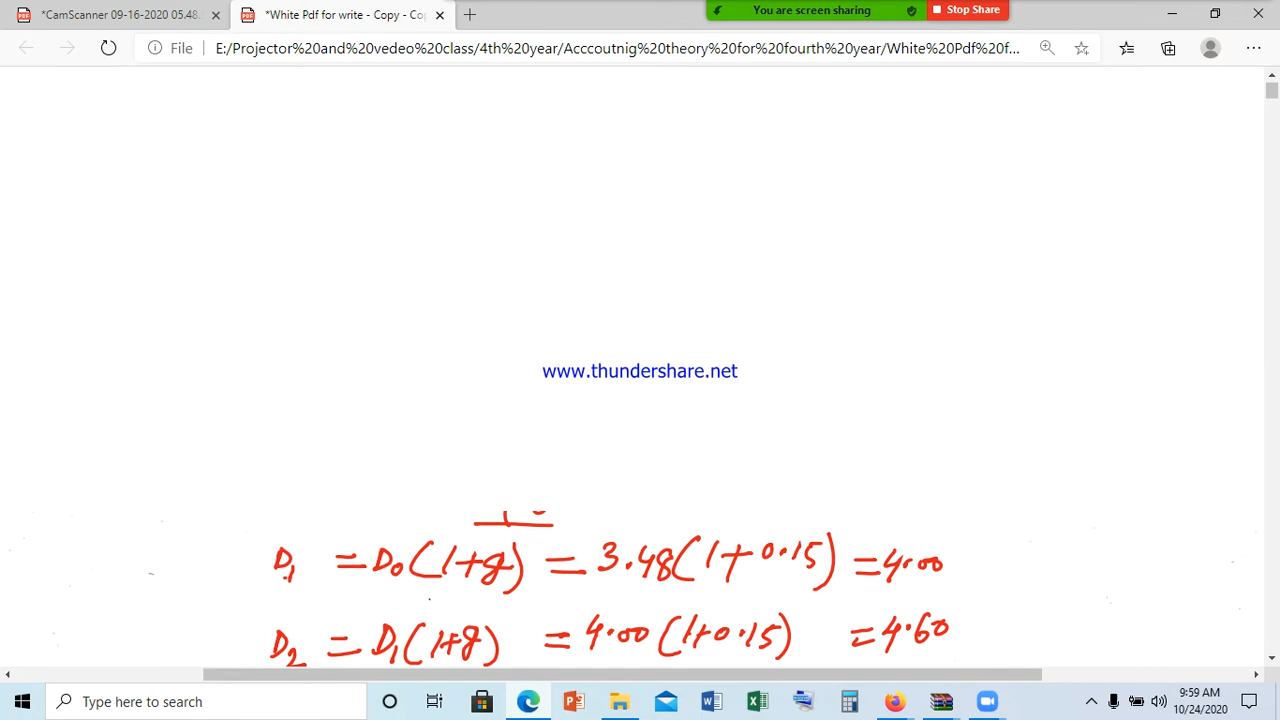 *CamScanner 09-16-2020 05.48
*White Pdf for write - Copy - Cop
You are screen sharing
Stop Share
File
E:/Projector%20and%20vedeo%20class/4th%20year/Acccoutnig%20theory%20for%20fourth%20year/White%20Pdf%20f...
www.thundershare.net
D₁ = D₀(1+g) = 3.48(1+0.15) = 4.00
D₂ = D₁(1+g) = 4.00(1+0.15) = 4.60
Type here to search
9:59 AM
10/24/2020